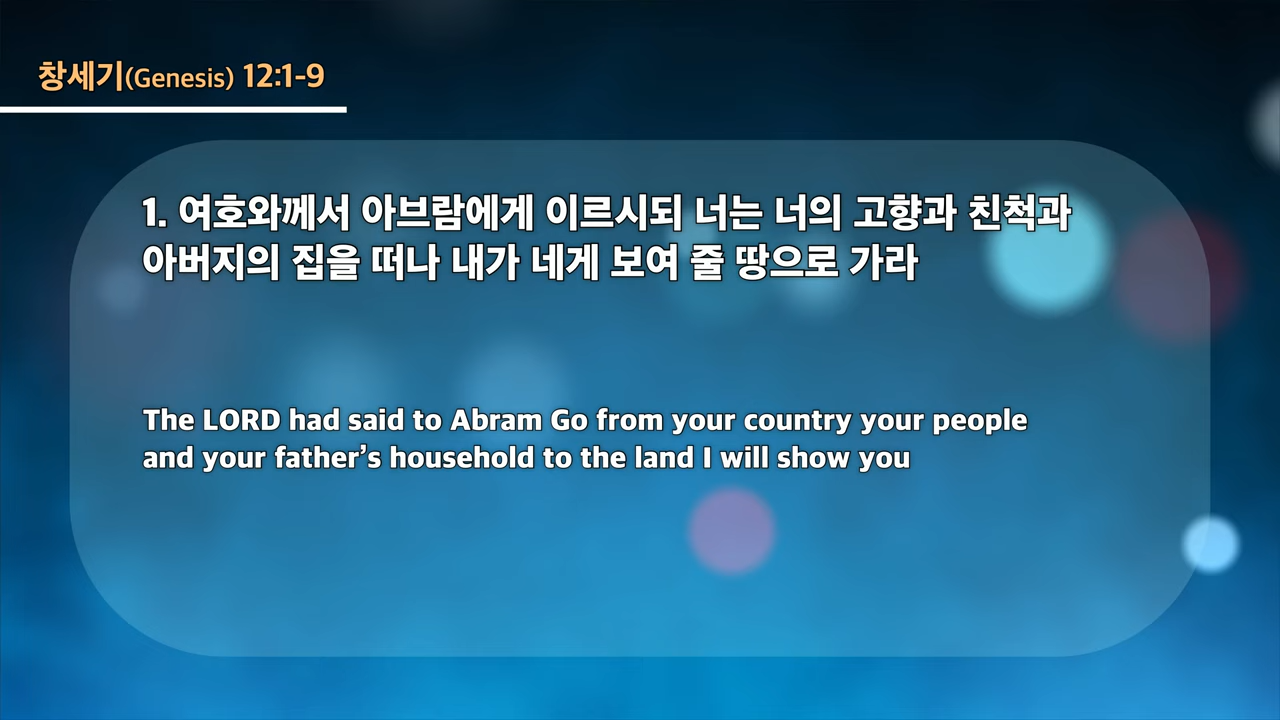 창세기(Genesis) 12:1-9
1. 여호와께서 아브람에게 이르시되 너는 너의 고향과 친척과
아버지의 집을 떠나 내가 네게 보여 줄 땅으로 가라
The LORD had said to Abram Go from your country your people
and your father’s household to the land I will show you